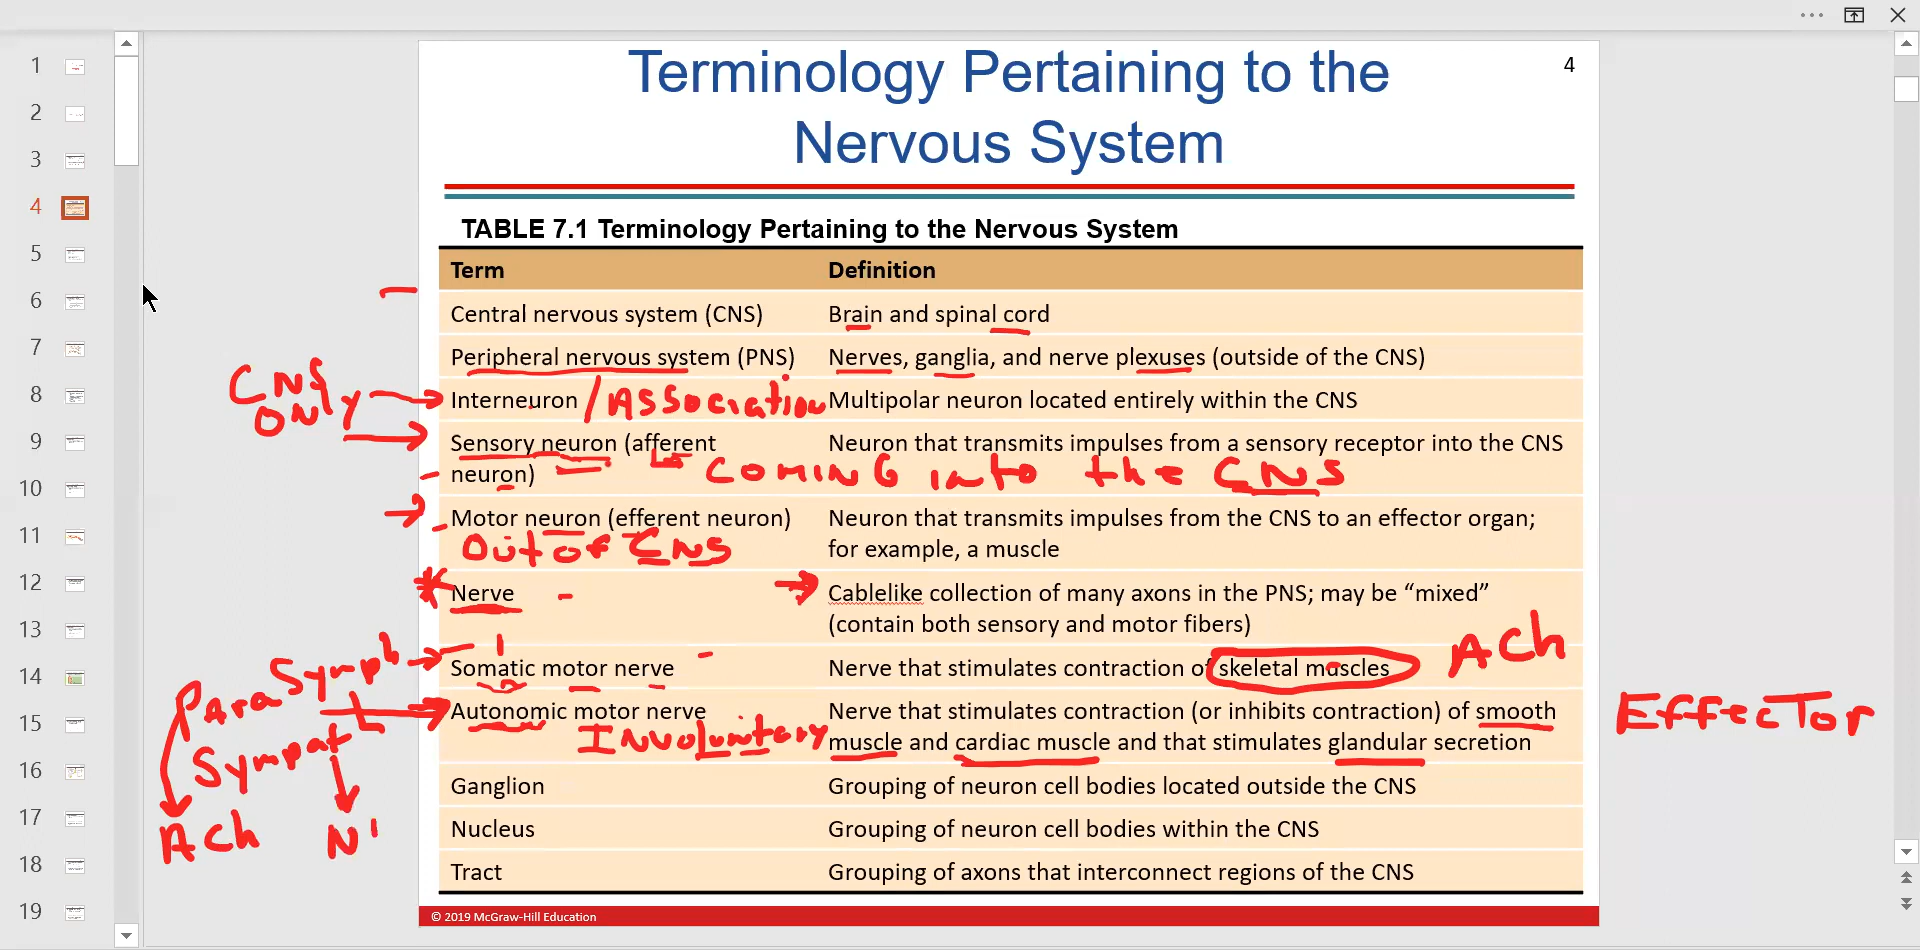 4
Terminology Pertaining to the
Nervous System
TABLE 7.1 Terminology Pertaining to the Nervous System
Term Definition
Central nervous system (CNS) Brain and spinal cord
Peripheral nervous system (PNS) Nerves, ganglia, and nerve plexuses (outside of the CNS)
CNS
ONLY
Interneuron / Association Multipolar neuron located entirely within the CNS
Sensory neuron (afferent Neuron that transmits impulses from a sensory receptor into the CNS
neuron) COMING into the CNS
Motor neuron (efferent neuron) Neuron that transmits impulses from the CNS to an effector organ;
Out of CNS for example, a muscle
Nerve Cablelike collection of many axons in the PNS; may be “mixed”
(contain both sensory and motor fibers)
ACh
ParaSymph
Somatic motor nerve Nerve that stimulates contraction of skeletal muscles
Autonomic motor nerve Nerve that stimulates contraction (or inhibits contraction) of smooth
Involuntary muscle and cardiac muscle and that stimulates glandular secretion
Effector
Sympat
Ganglion Grouping of neuron cell bodies located outside the CNS
ACh
Nucleus Grouping of neuron cell bodies within the CNS
Tract Grouping of axons that interconnect regions of the CNS
© 2019 McGraw-Hill Education
1
2
3
4
5
6
7
8
9
10
11
12
13
14
15
16
17
18
19